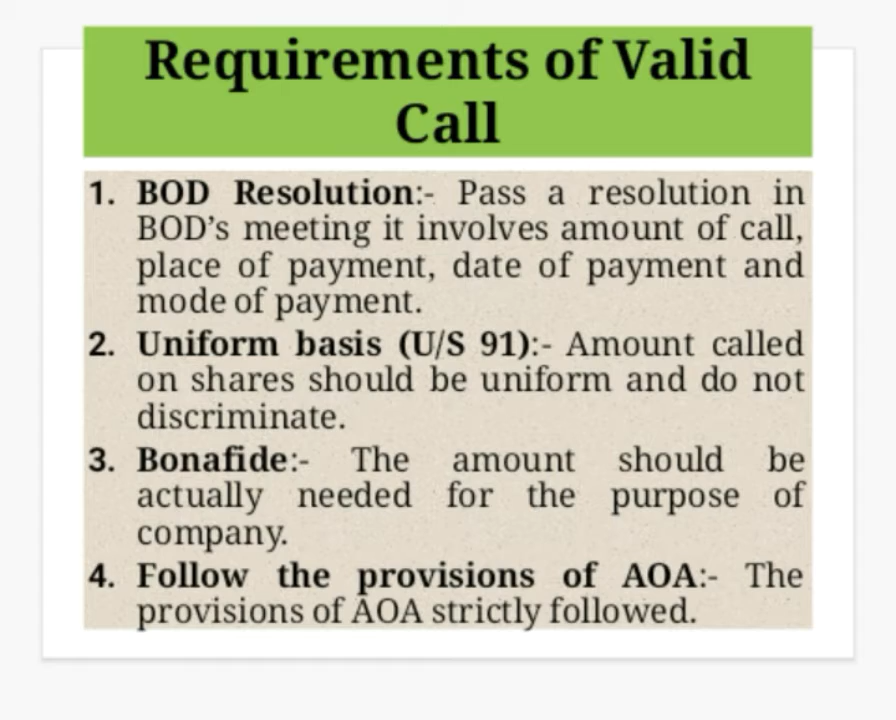 Requirements of Valid
Call
1. BOD Resolution:- Pass a resolution in
BOD’s meeting it involves amount of call,
place of payment, date of payment and
mode of payment.
2. Uniform basis (U/S 91):- Amount called
on shares should be uniform and do not
discriminate.
3. Bonafide:- The amount should be
actually needed for the purpose of
company.
4. Follow the provisions of AOA:- The
provisions of AOA strictly followed.